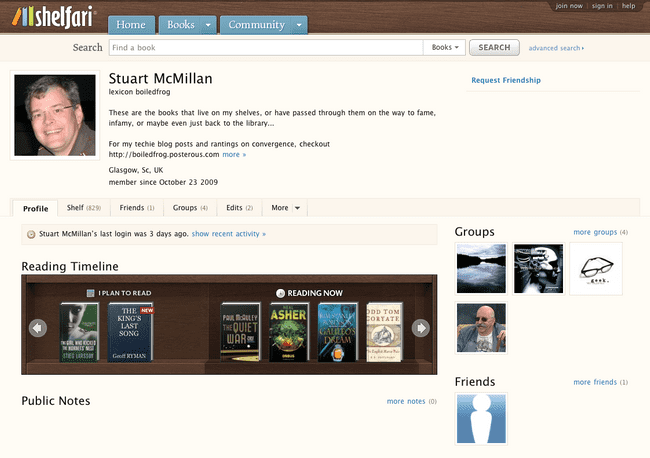 join now | sign in | help
shelfari
Home Books Community
Search Find a book Books SEARCH advanced search
Stuart McMillan
lexicon boiledfrog
Request Friendship
These are the books that live on my shelves, or have passed through them on the way to fame,
infamy, or maybe even just back to the library...
For my techie blog posts and rantings on convergence, checkout
http://boiledfrog.posterous.com more »
Glasgow, Sc, UK
member since October 23 2009
Profile Shelf (829) Friends (1) Groups (4) Edits (2) More
Stuart McMillan's last login was 3 days ago. show recent activity »
Groups more groups (4)
geek.
Reading Timeline
I PLAN TO READ READING NOW
STIEG LARSSON
NEW
THE
KING'S
LAST
SONG
Geoff RYMAN
PAUL McAULEY
THE
QUIET
WAR
NEAL
ASHER
GALILEO'S
DREAM
ODD TOM
CORYATE
Friends more friends (1)
Public Notes more notes (0)